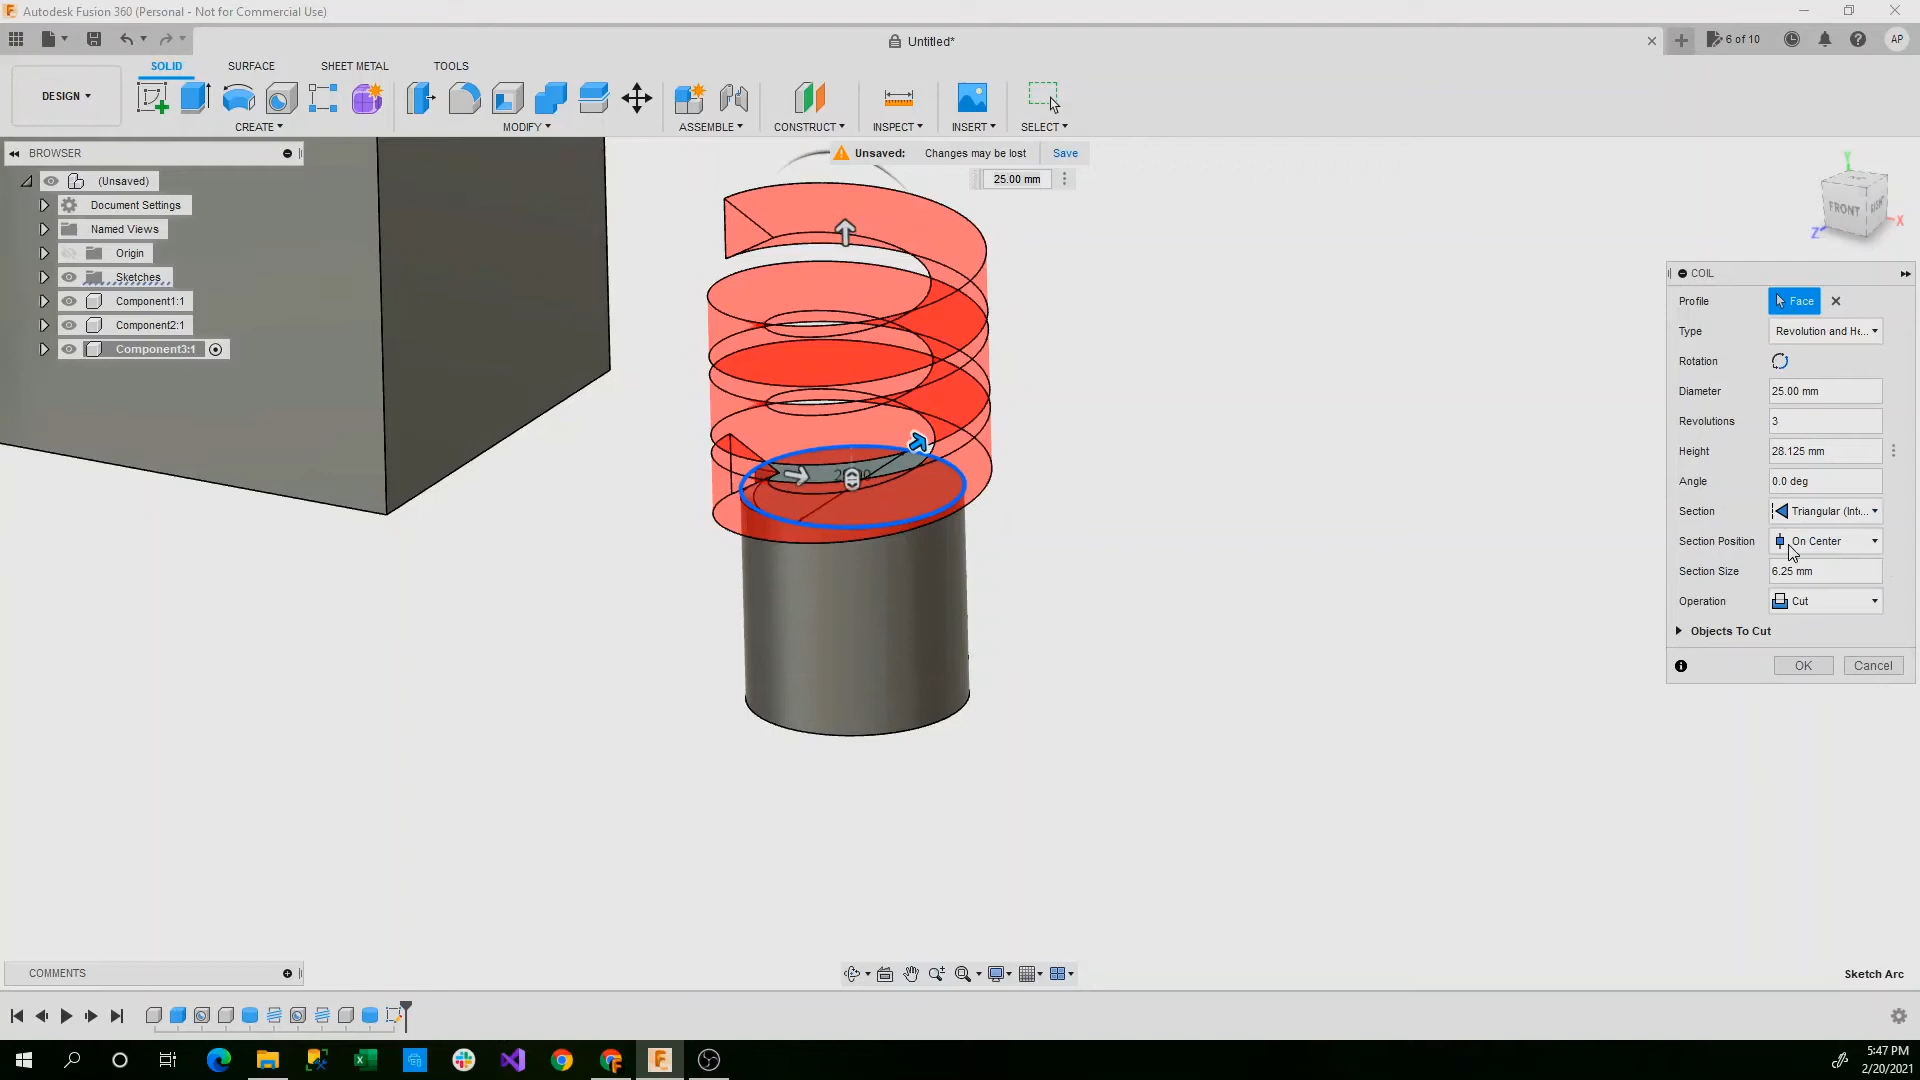 Autodesk Fusion 360 (Personal - Not for Commercial Use)
Untitled*
6 of 10
AP
DESIGN
SOLID
SURFACE
SHEET METAL
TOOLS
CREATE
MODIFY
ASSEMBLE
CONSTRUCT
INSPECT
INSERT
SELECT
BROWSER
Unsaved: Changes may be lost Save
25.00 mm
(Unsaved)
Document Settings
Named Views
Origin
Sketches
Component1:1
Component2:1
Component3:1
FRONT
RIGHT
Y
X
Z
COIL
Profile Face
Type Revolution and He...
Rotation
Diameter 25.00 mm
Revolutions 3
Height 28.125 mm
Angle 0.0 deg
Section Triangular (Inte...
Section Position On Center
Section Size 6.25 mm
Operation Cut
Objects To Cut
OK Cancel
COMMENTS
Sketch Arc
5:47 PM
2/20/2021